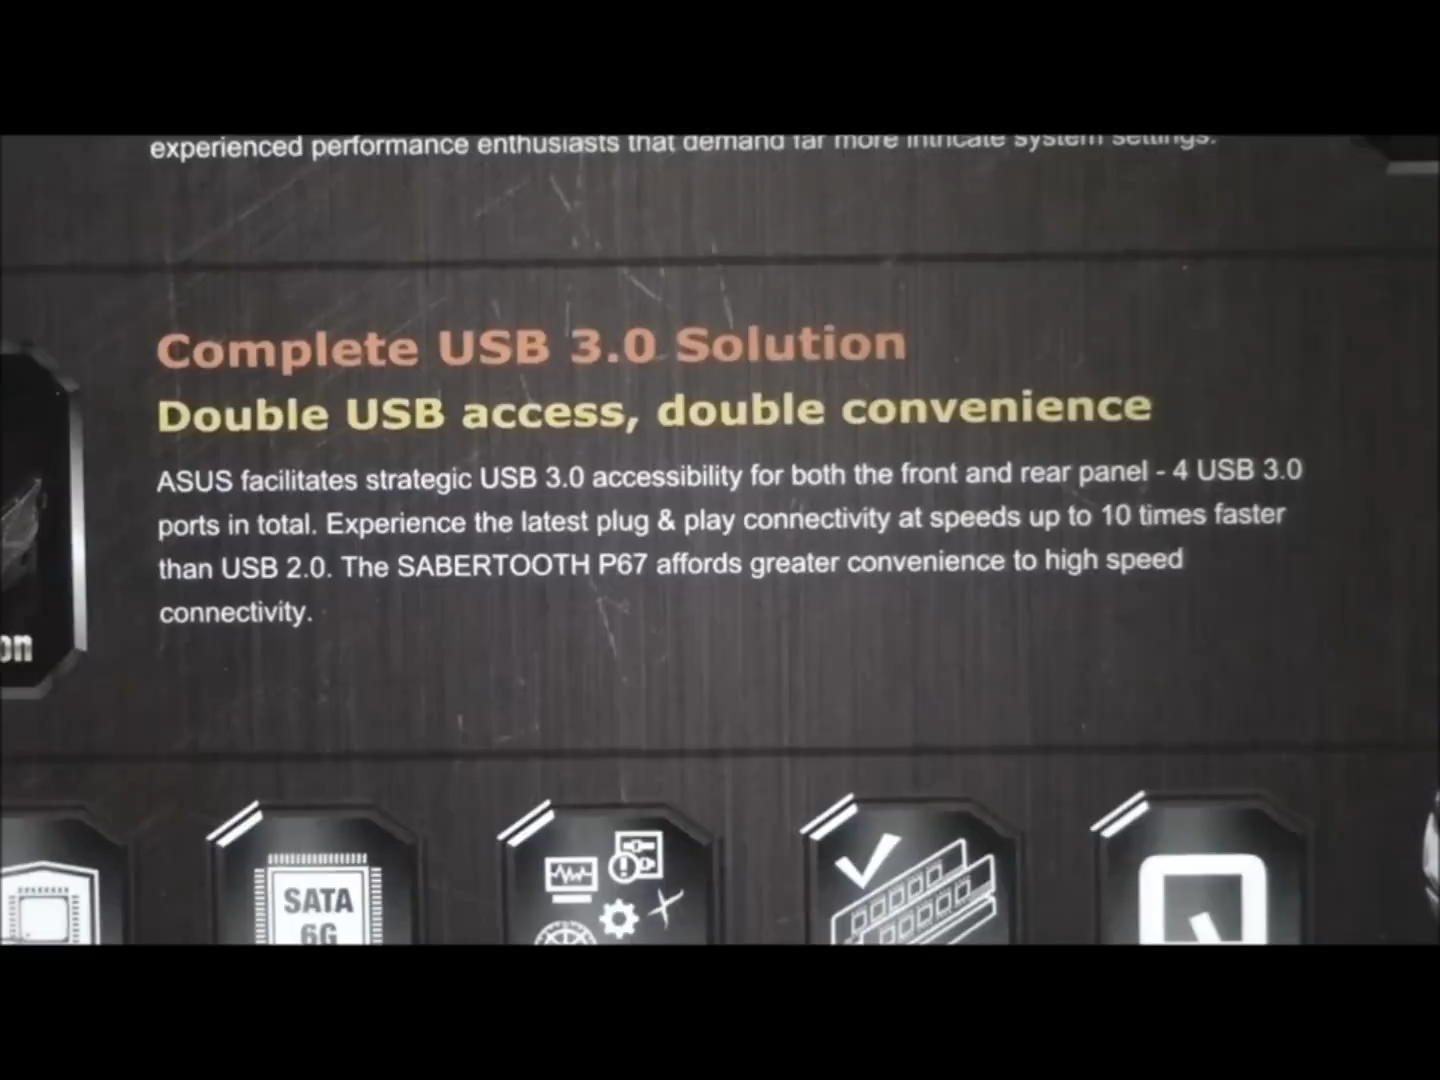 experienced performance enthusiasts that demand far more intricate system settings.
Complete USB 3.0 Solution
Double USB access, double convenience
ASUS facilitates strategic USB 3.0 accessibility for both the front and rear panel - 4 USB 3.0
ports in total. Experience the latest plug & play connectivity at speeds up to 10 times faster
than USB 2.0. The SABERTOOTH P67 affords greater convenience to high speed
connectivity.
on
SATA
6G